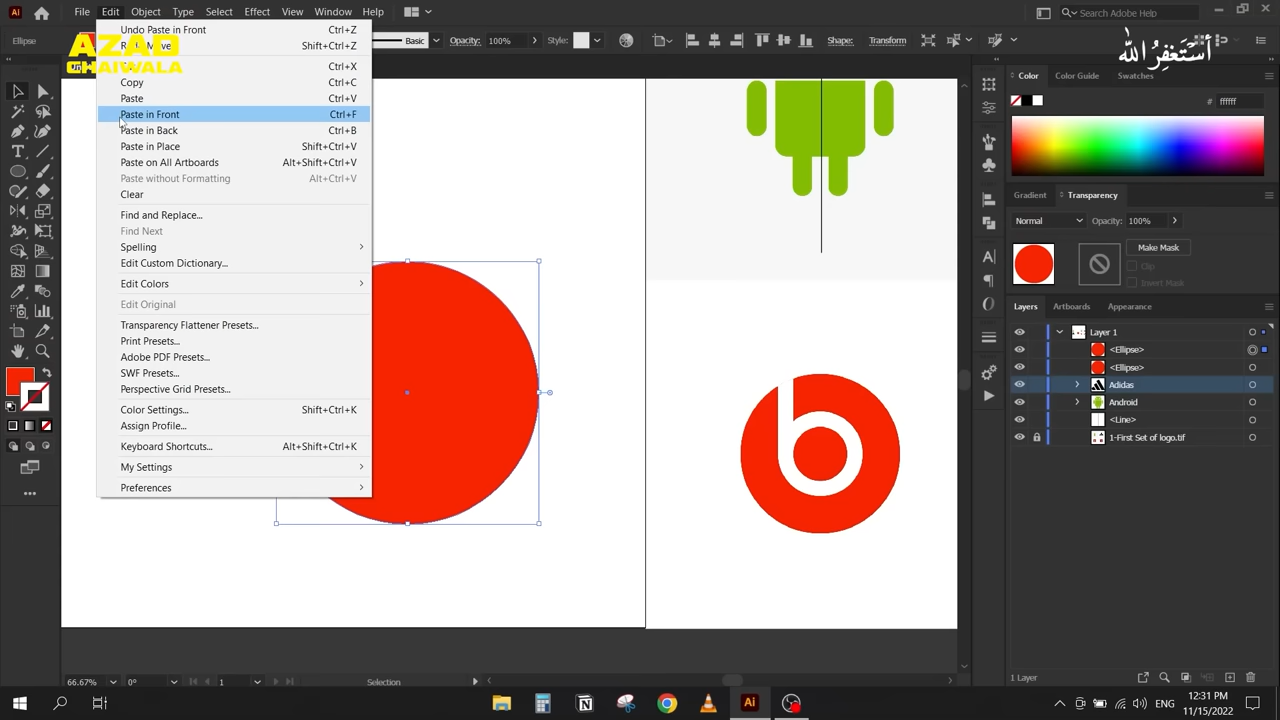 File Edit Object Type Select Effect View Window Help
Search Adobe Help
Ellipse
Basic
Opacity: 100%
Style:
Shape:
Transform
أستغفر الله
AZAD
CHAIWALA
Undo Paste in Front Ctrl+Z
Shift+Ctrl+Z
Ctrl+X
Copy Ctrl+C
Paste Ctrl+V
Paste in Front Ctrl+F
Paste in Back Ctrl+B
Paste in Place Shift+Ctrl+V
Paste on All Artboards Alt+Shift+Ctrl+V
Paste without Formatting Alt+Ctrl+V
Clear
Find and Replace...
Find Next
Spelling
Edit Custom Dictionary...
Edit Colors
Edit Original
Transparency Flattener Presets...
Print Presets...
Adobe PDF Presets...
SWF Presets...
Perspective Grid Presets...
Color Settings... Shift+Ctrl+K
Assign Profile...
Keyboard Shortcuts... Alt+Shift+Ctrl+K
My Settings
Preferences
Color Color Guide Swatches
# ffffff
Gradient Transparency
Normal Opacity: 100%
Make Mask
Clip
Invert Mask
Layers Artboards Appearance
Layer 1
<Ellipse>
<Ellipse>
Adidas
Android
<Line>
1-First Set of logo.tif
1 Layer
66.67% 0° 1 Selection
ENG
12:31 PM
11/15/2022